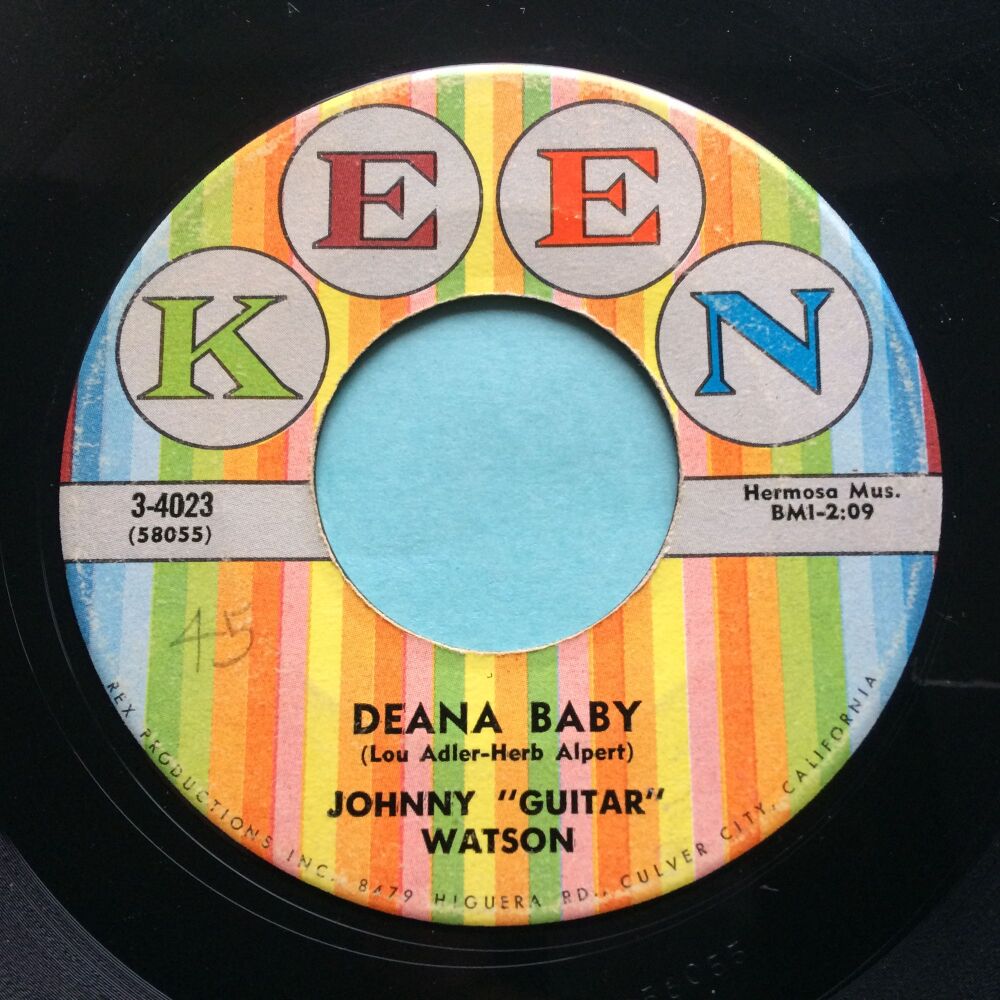 KEEN
3-4023
(58055)
Hermosa Mus.
BMI-2:09
45
DEANA BABY
(Lou Adler-Herb Alpert)
JOHNNY "GUITAR"
WATSON
REX PRODUCTIONS INC. 8479 HIGUERA RD., CULVER CITY, CALIFORNIA
58055